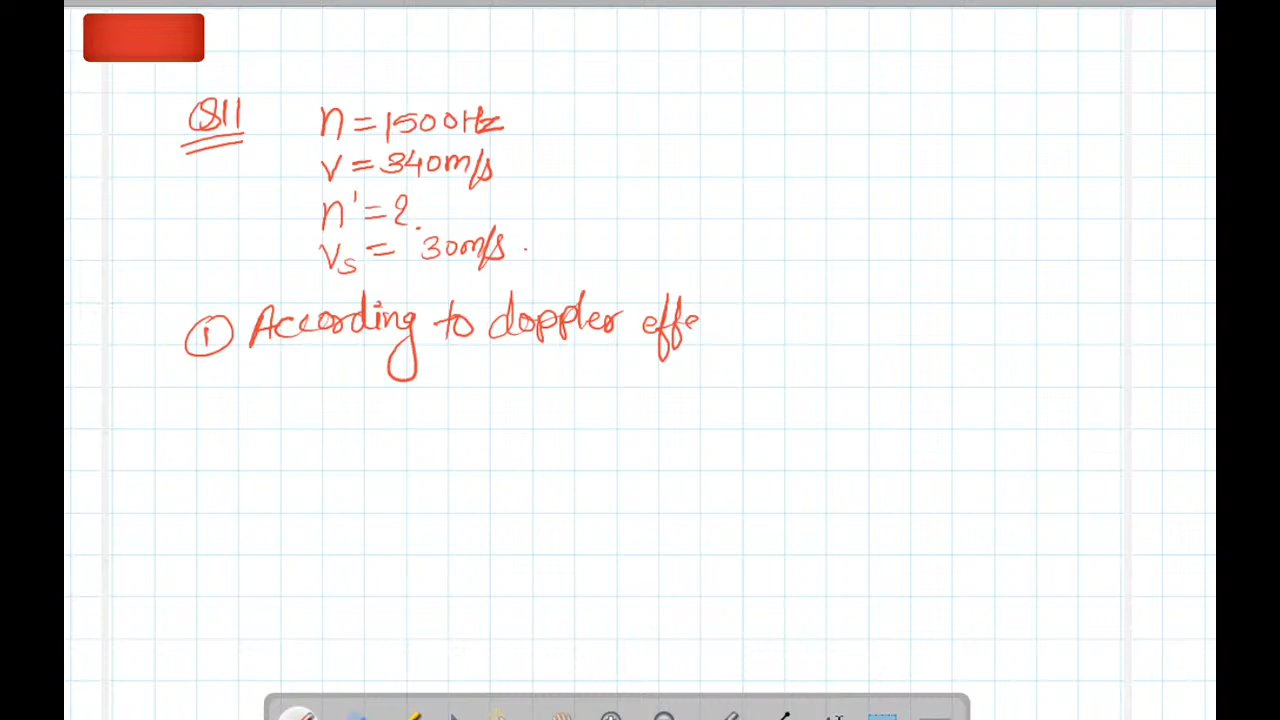 Q11 n = 1500Hz
v = 340m/s
n' = ?
vs = 30m/s.
① According to doppler effe